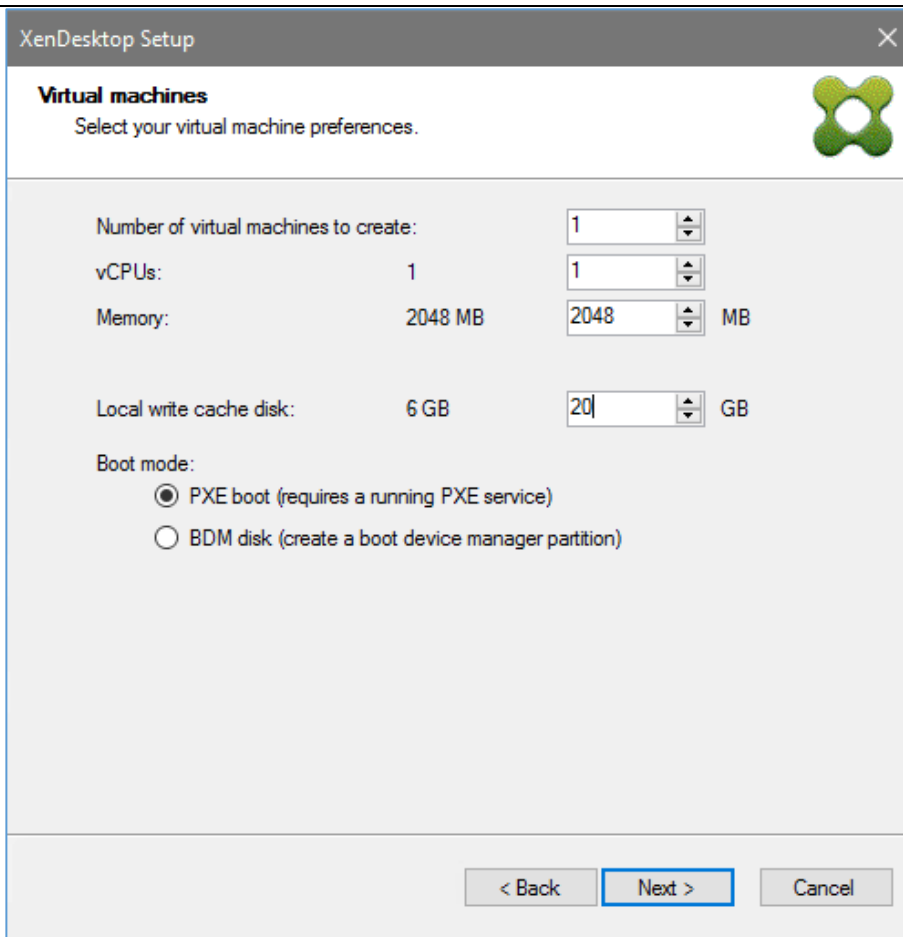 XenDesktop Setup
Virtual machines
Select your virtual machine preferences.
Number of virtual machines to create: 1
vCPUs: 1 1
Memory: 2048 MB 2048 MB
Local write cache disk: 6 GB 20 GB
Boot mode:
PXE boot (requires a running PXE service)
BDM disk (create a boot device manager partition)
< Back Next > Cancel